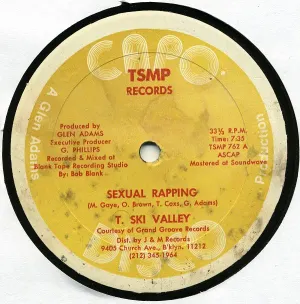 TSMP
RECORDS
A Glen Adams
Production
Produced by
GLEN ADAMS
Executive Producer
G. PHILLIPS
Recorded & Mixed at
Blank Tape Recording Studio
By: Bob Blank
33⅓ R.P.M.
Time: 7:35
TSMP 762 A
ASCAP
Mastered at Soundwave
SEXUAL RAPPING
(M. Gaye, O. Brown, T. Coxs, G. Adams)
T. SKI VALLEY
Courtesy of Grand Groove Records
Dist. by J & M Records
9405 Church Ave., B'klyn, 11212
(212) 345-1964